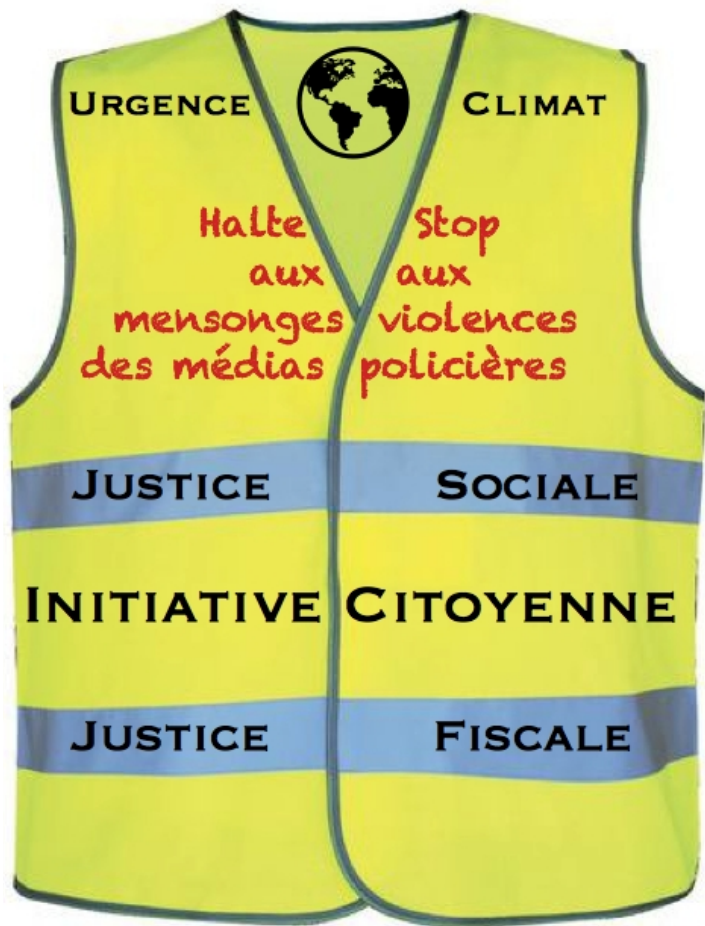 URGENCE CLIMAT
Halte
aux
mensonges
des médias
Stop
aux
violences
policières
JUSTICE SOCIALE
INITIATIVE CITOYENNE
JUSTICE FISCALE